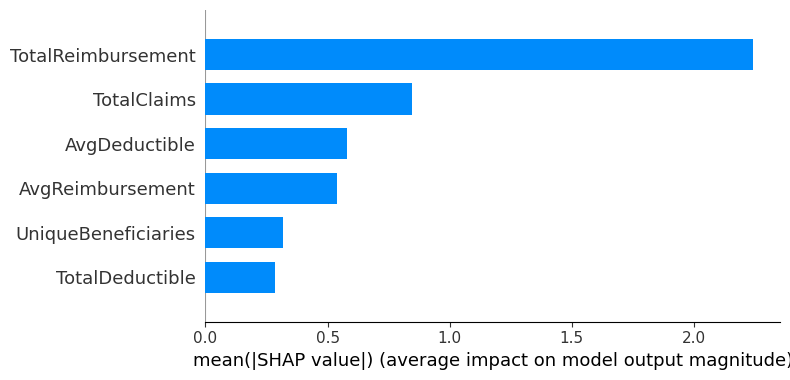 TotalReimbursement
TotalClaims
AvgDeductible
AvgReimbursement
UniqueBeneficiaries
TotalDeductible
0.0 0.5 1.0 1.5 2.0
mean(|SHAP value|) (average impact on model output magnitude)